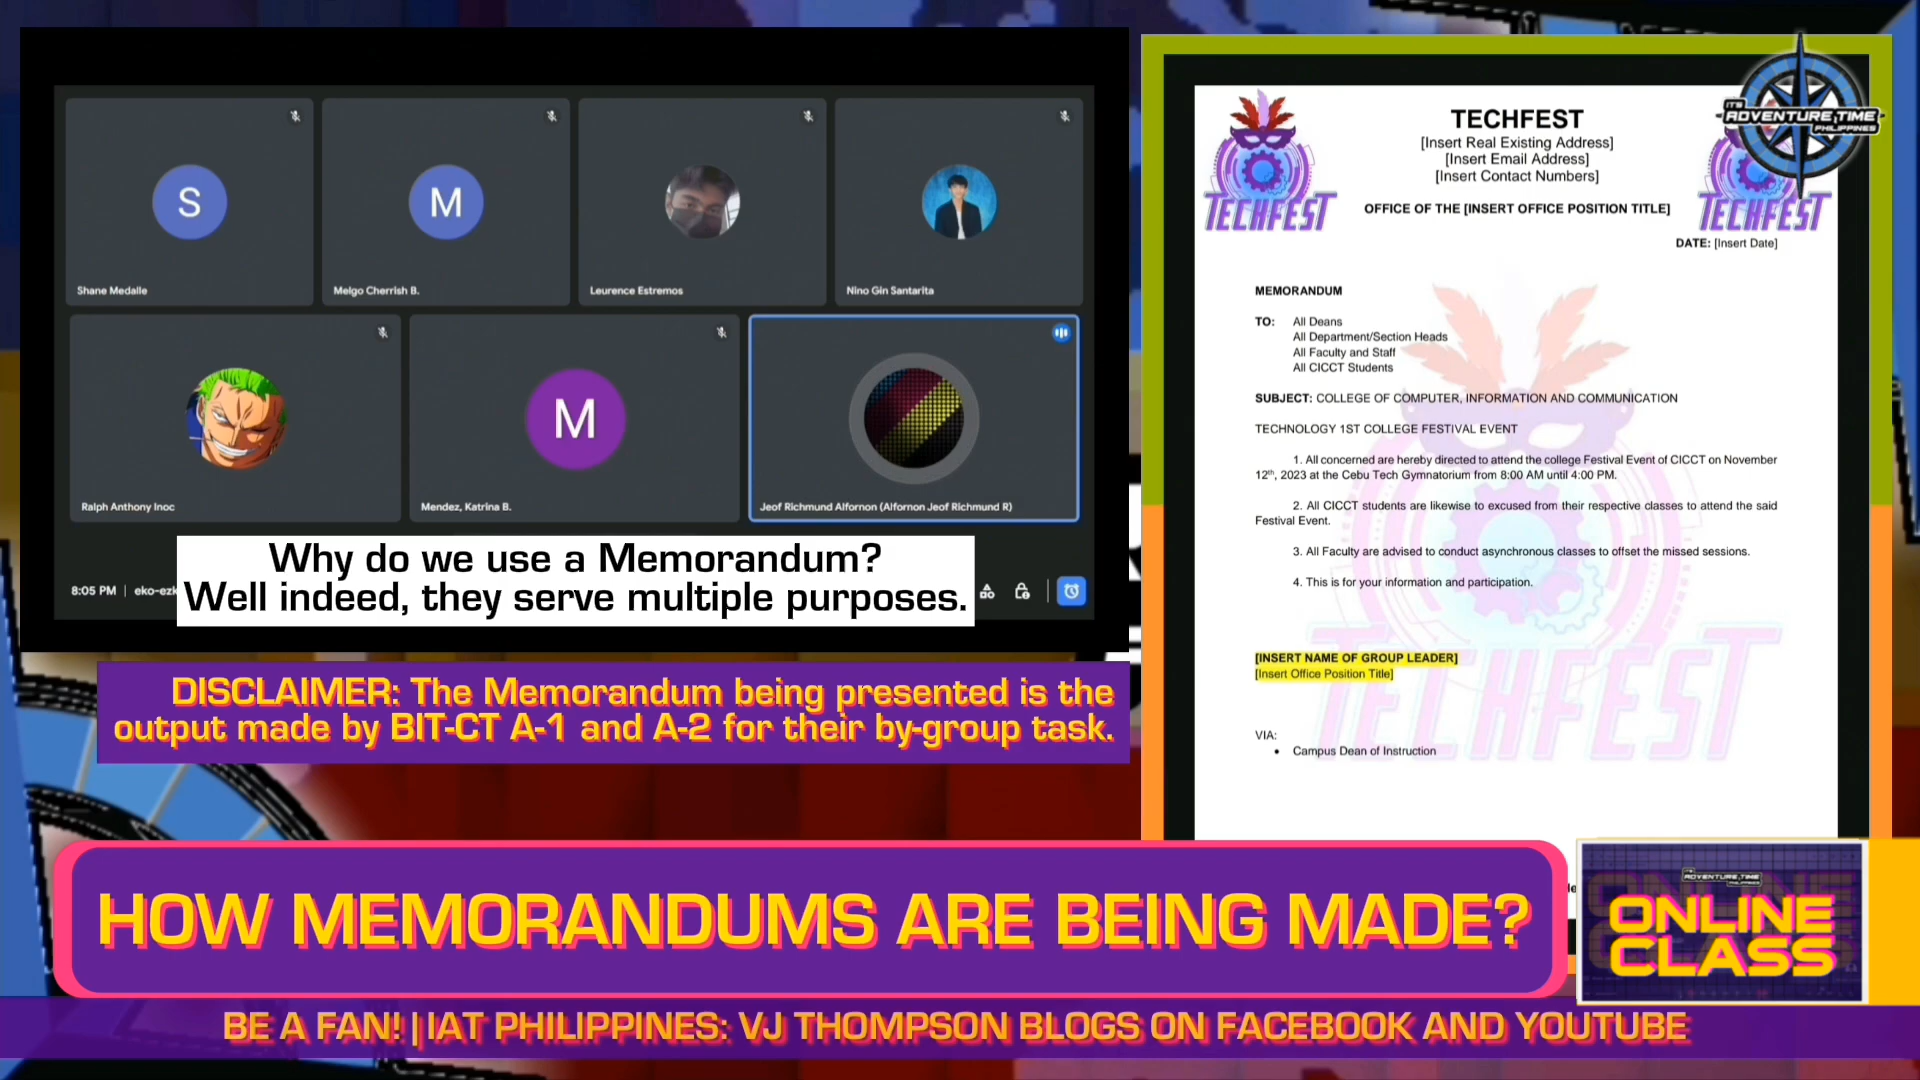 S
Shane Medalle
M
Melgo Cherrish B.
Leurence Estremos
Nino Gin Santarita
Ralph Anthony Inoc
M
Mendez, Katrina B.
Jeof Richmund Alfornon (Alfornon Jeof Richmund R)
8:05 PM | eko-ezk
Why do we use a Memorandum?
Well indeed, they serve multiple purposes.
DISCLAIMER: The Memorandum being presented is the
output made by BIT-CT A-1 and A-2 for their by-group task.
TECHFEST
TECHFEST
[Insert Real Existing Address]
[Insert Email Address]
[Insert Contact Numbers]
OFFICE OF THE [INSERT OFFICE POSITION TITLE]
TECHFEST
IT'S
ADVENTURE TIME
PHILIPPINES
DATE: [Insert Date]
MEMORANDUM
TO: All Deans
All Department/Section Heads
All Faculty and Staff
All CICCT Students
SUBJECT: COLLEGE OF COMPUTER, INFORMATION AND COMMUNICATION
TECHNOLOGY 1ST COLLEGE FESTIVAL EVENT
1. All concerned are hereby directed to attend the college Festival Event of CICCT on November
12th, 2023 at the Cebu Tech Gymnatorium from 8:00 AM until 4:00 PM.
2. All CICCT students are likewise to excused from their respective classes to attend the said
Festival Event.
3. All Faculty are advised to conduct asynchronous classes to offset the missed sessions.
4. This is for your information and participation.
TECHFEST
[INSERT NAME OF GROUP LEADER]
[Insert Office Position Title]
VIA:
• Campus Dean of Instruction
HOW MEMORANDUMS ARE BEING MADE?
IT'S
ADVENTURE TIME
PHILIPPINES
ONLINE
CLASS
BE A FAN! | IAT PHILIPPINES: VJ THOMPSON BLOGS ON FACEBOOK AND YOUTUBE